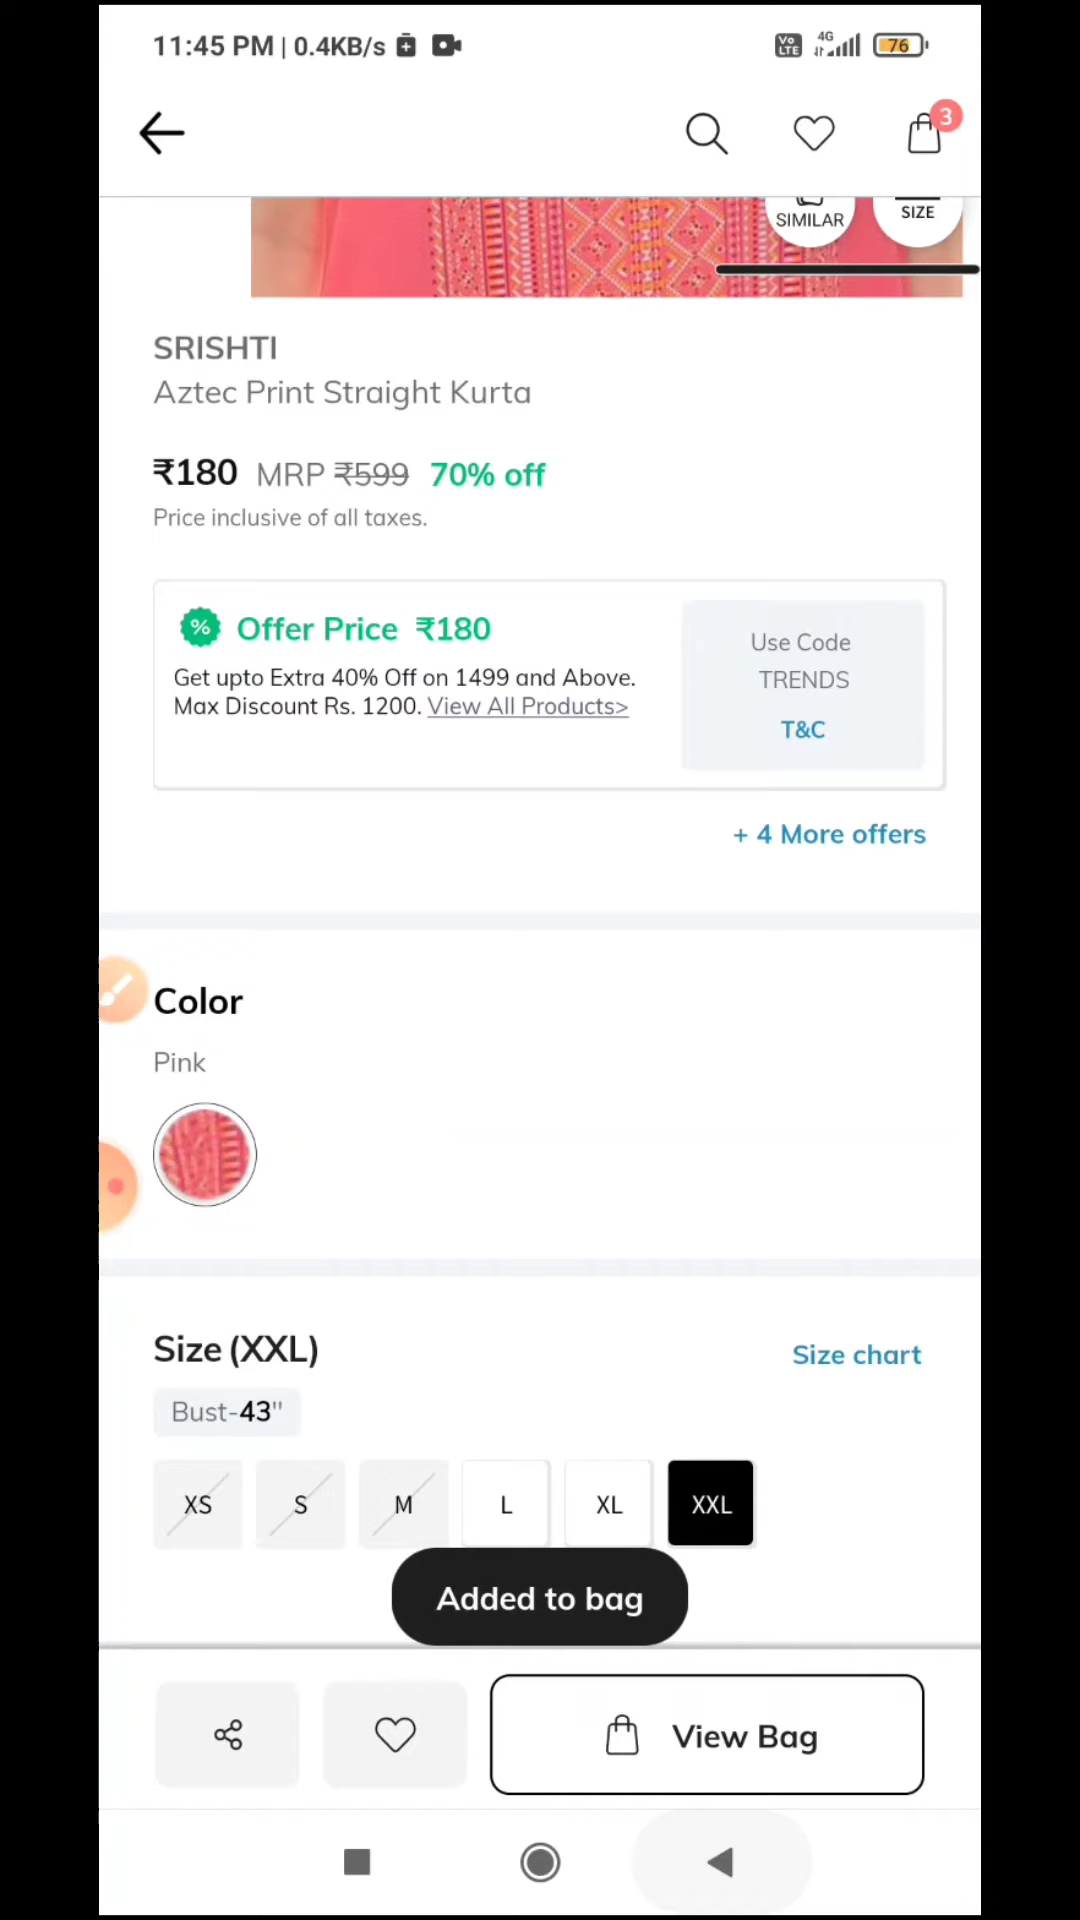 11:45 PM | 0.4KB/s
Vo LTE 4G 76
3
SIMILAR
SIZE
SRISHTI
Aztec Print Straight Kurta
₹180 MRP ₹599 70% off
Price inclusive of all taxes.
% Offer Price ₹180
Get upto Extra 40% Off on 1499 and Above.
Max Discount Rs. 1200. View All Products>
Use Code
TRENDS
T&C
+ 4 More offers
Color
Pink
Size (XXL)
Size chart
Bust-43"
XS S M L XL XXL
Added to bag
View Bag